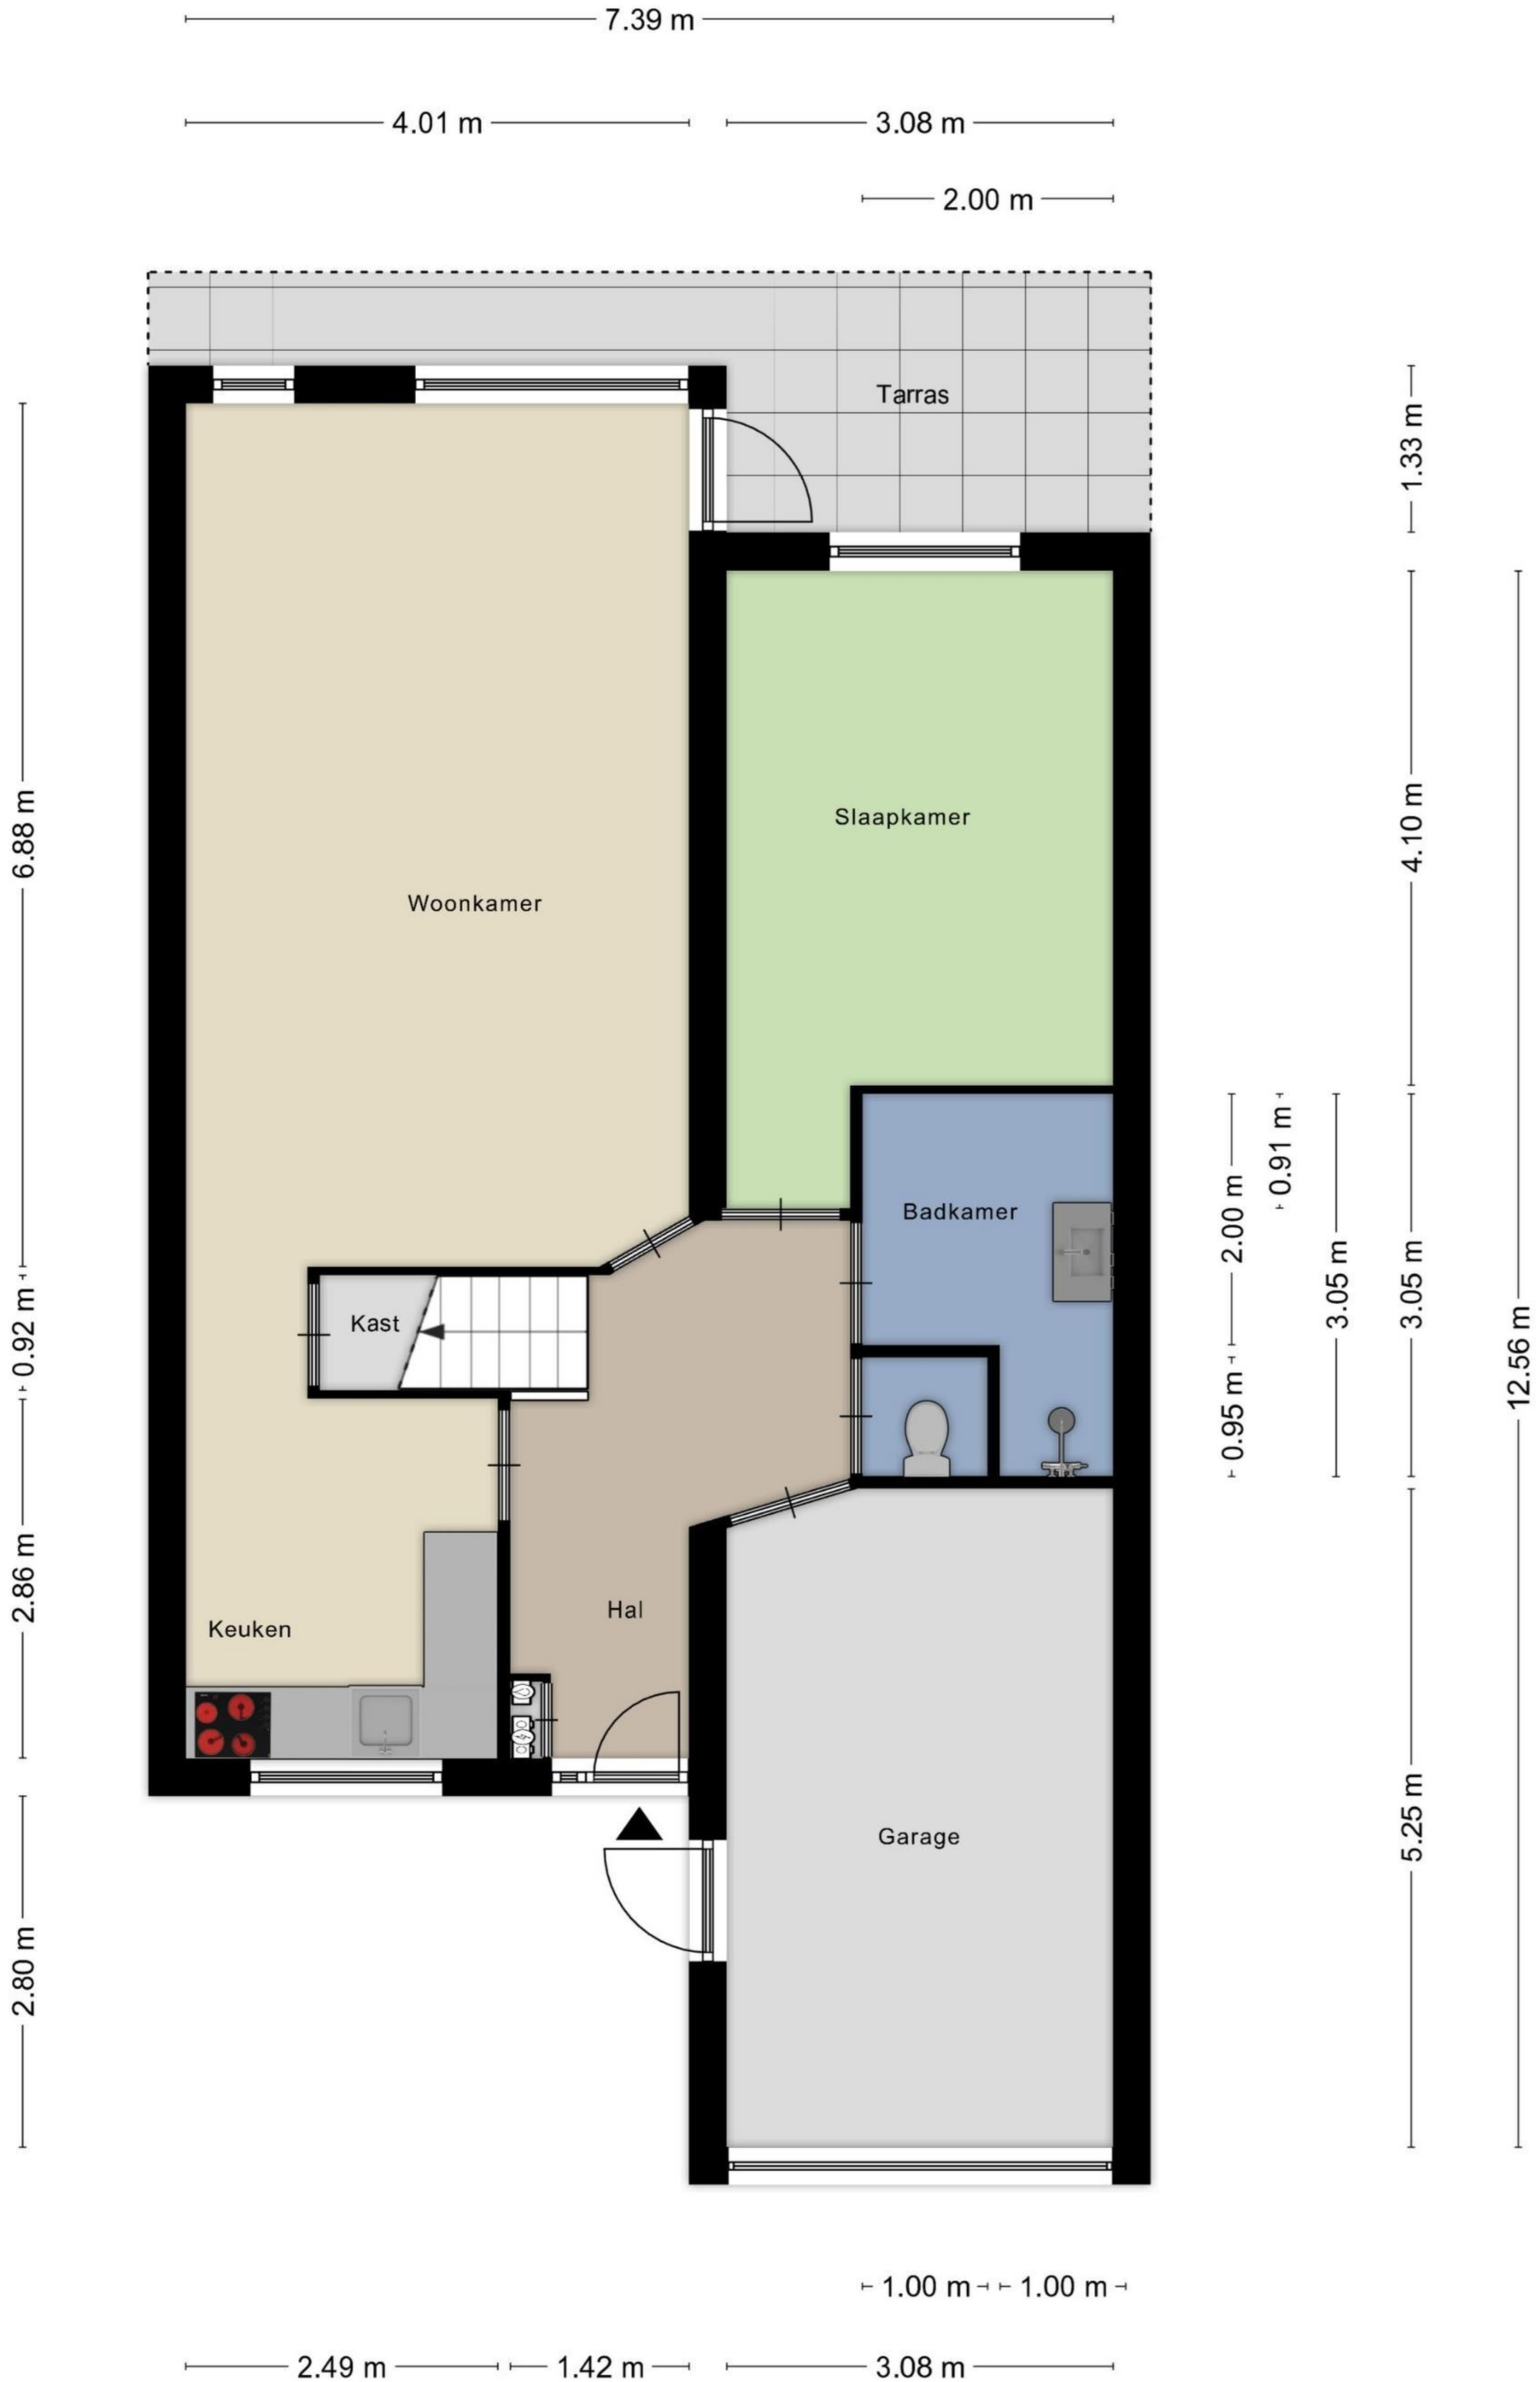 7.39 m
4.01 m
3.08 m
2.00 m
Tarras
1.33 m
6.88 m
4.10 m
Slaapkamer
Woonkamer
0.91 m
2.00 m
Badkamer
3.05 m
3.05 m
12.56 m
0.92 m
Kast
0.95 m
2.86 m
Hal
Keuken
5.25 m
Garage
2.80 m
1.00 m
1.00 m
2.49 m
1.42 m
3.08 m